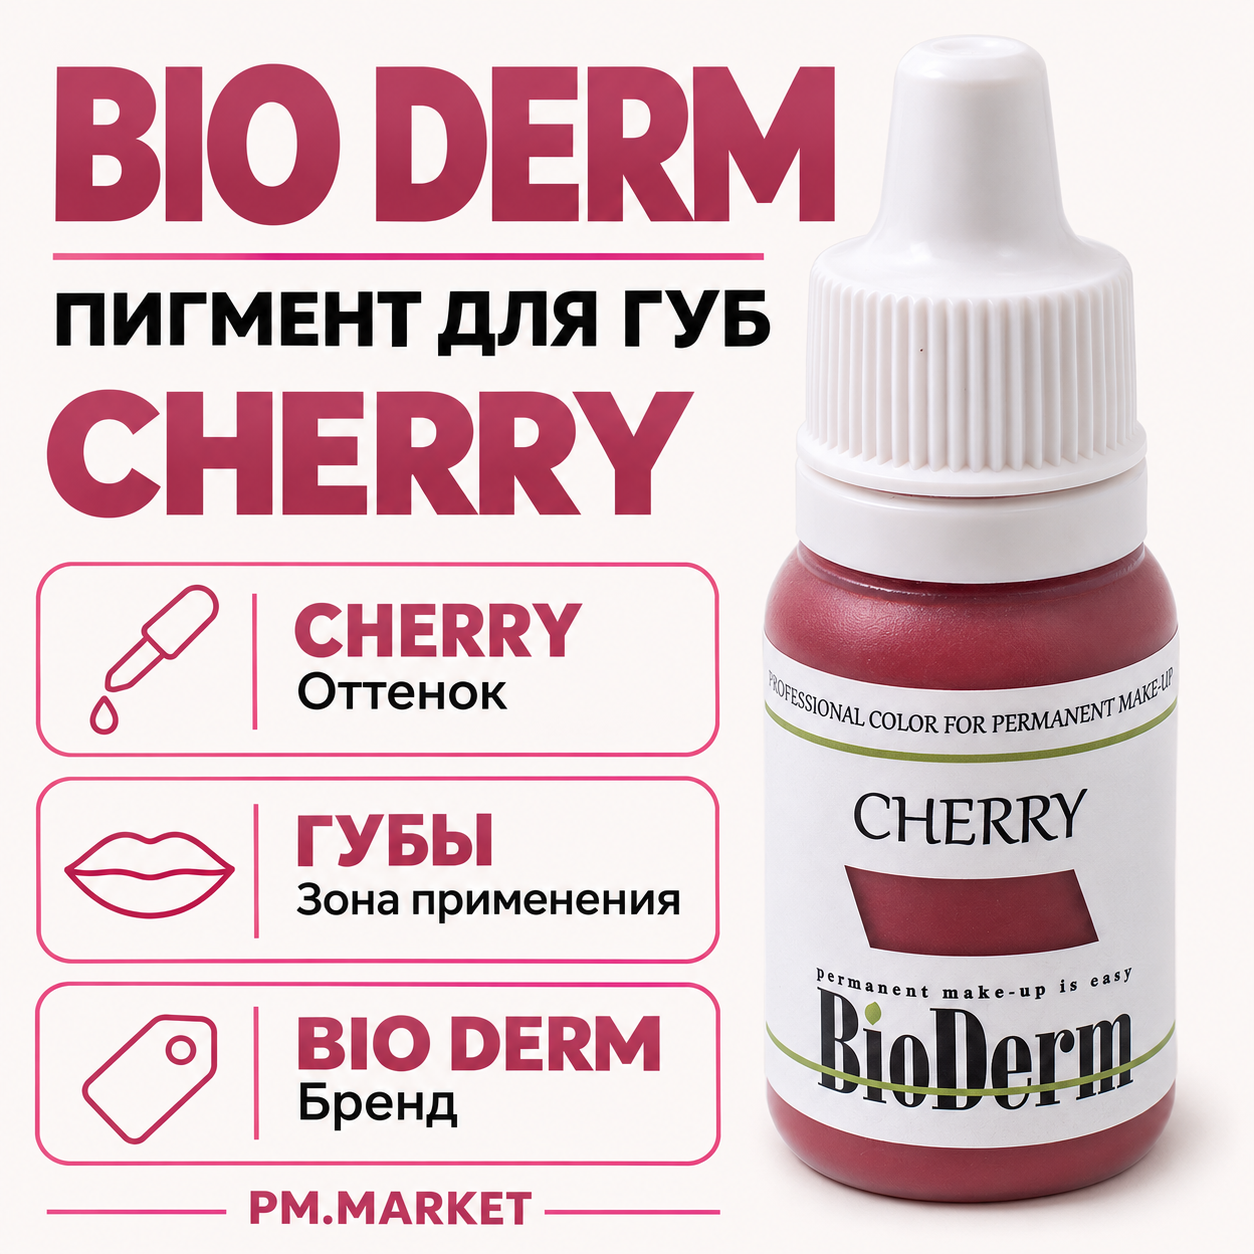 BIO DERM
ПИГМЕНТ ДЛЯ ГУБ
CHERRY
CHERRY
Оттенок
ГУБЫ
Зона применения
BIO DERM
Бренд
PM.MARKET
PROFESSIONAL COLOR FOR PERMANENT MAKE-UP
CHERRY
permanent make-up is easy
BioDerm